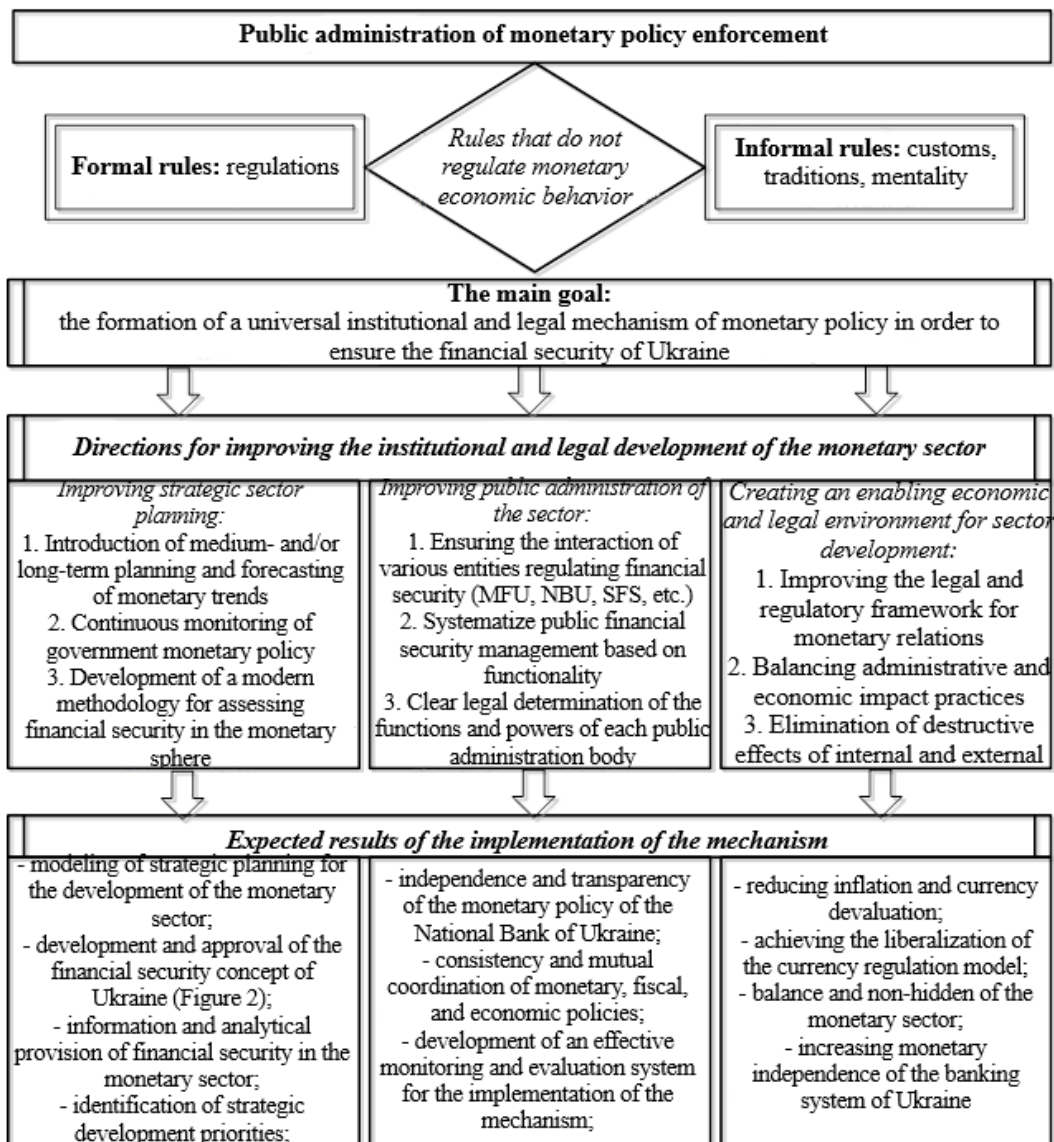 Public administration of monetary policy enforcement
Formal rules: regulations
Rules that do not
regulate monetary
economic behavior
Informal rules: customs,
traditions, mentality
The main goal:
the formation of a universal institutional and legal mechanism of monetary policy in order to
ensure the financial security of Ukraine
Directions for improving the institutional and legal development of the monetary sector
Improving strategic sector
planning:
1. Introduction of medium- and/or
long-term planning and forecasting
of monetary trends
2. Continuous monitoring of
government monetary policy
3. Development of a modern
methodology for assessing
financial security in the monetary
sphere
Improving public administration of
the sector:
1. Ensuring the interaction of
various entities regulating financial
security (MFU, NBU, SFS, etc.)
2. Systematize public financial
security management based on
functionality
3. Clear legal determination of the
functions and powers of each public
administration body
Creating an enabling economic
and legal environment for sector
development:
1. Improving the legal and
regulatory framework for
monetary relations
2. Balancing administrative and
economic impact practices
3. Elimination of destructive
effects of internal and external
Expected results of the implementation of the mechanism
- modeling of strategic planning for
the development of the monetary
sector;
- development and approval of the
financial security concept of
Ukraine (Figure 2);
- information and analytical
provision of financial security in the
monetary sector;
- identification of strategic
development priorities;
- independence and transparency
of the monetary policy of the
National Bank of Ukraine;
- consistency and mutual
coordination of monetary, fiscal,
and economic policies;
- development of an effective
monitoring and evaluation system
for the implementation of the
mechanism;
- reducing inflation and currency
devaluation;
- achieving the liberalization of
the currency regulation model;
- balance and non-hidden of the
monetary sector;
- increasing monetary
independence of the banking
system of Ukraine